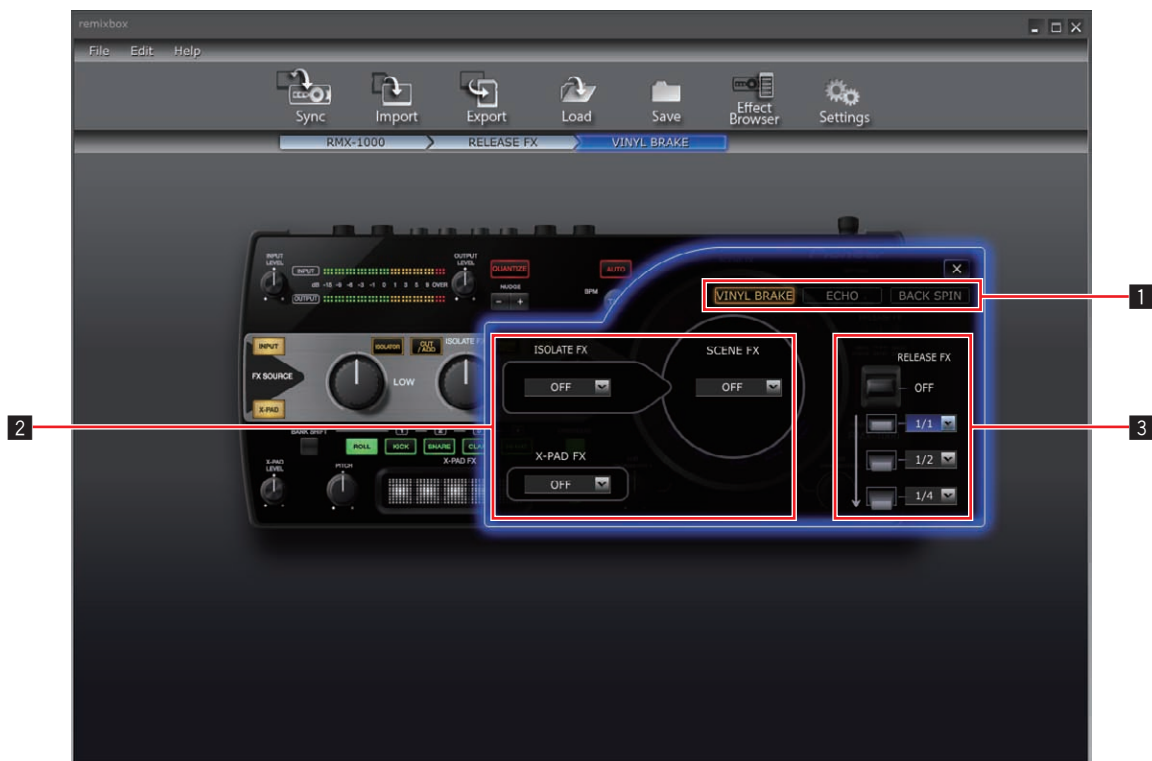 remixbox
File Edit Help
Sync Import Export Load Save Effect Browser Settings
RMX-1000 RELEASE FX VINYL BRAKE
INPUT LEVEL
INPUT
OUTPUT LEVEL
QUANTIZE
AUTO
NUDGE
- +
BPM
OUTPUT
VINYL BRAKE ECHO BACK SPIN
1
INPUT
FX SOURCE
X-PAD
ISOLATOR
CUT /ADD
ISOLATE
LOW
ISOLATE FX
OFF
SCENE FX
OFF
RELEASE FX
OFF
1/1
1/2
1/4
2
3
BANK SHIFT
ROLL KICK SNARE
X-PAD LEVEL
PITCH
X-PAD FX
X-PAD FX
OFF